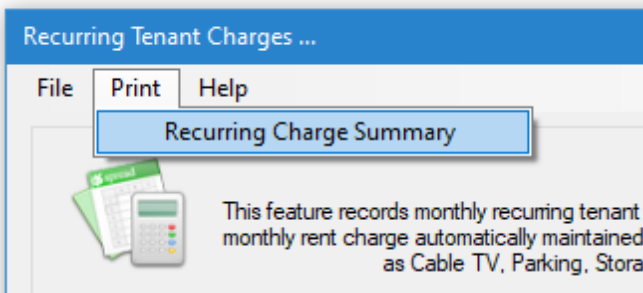 Recurring Tenant Charges ...
File Print Help
Recurring Charge Summary
spread
This feature records monthly recurring tenant
monthly rent charge automatically maintained
as Cable TV, Parking, Stora